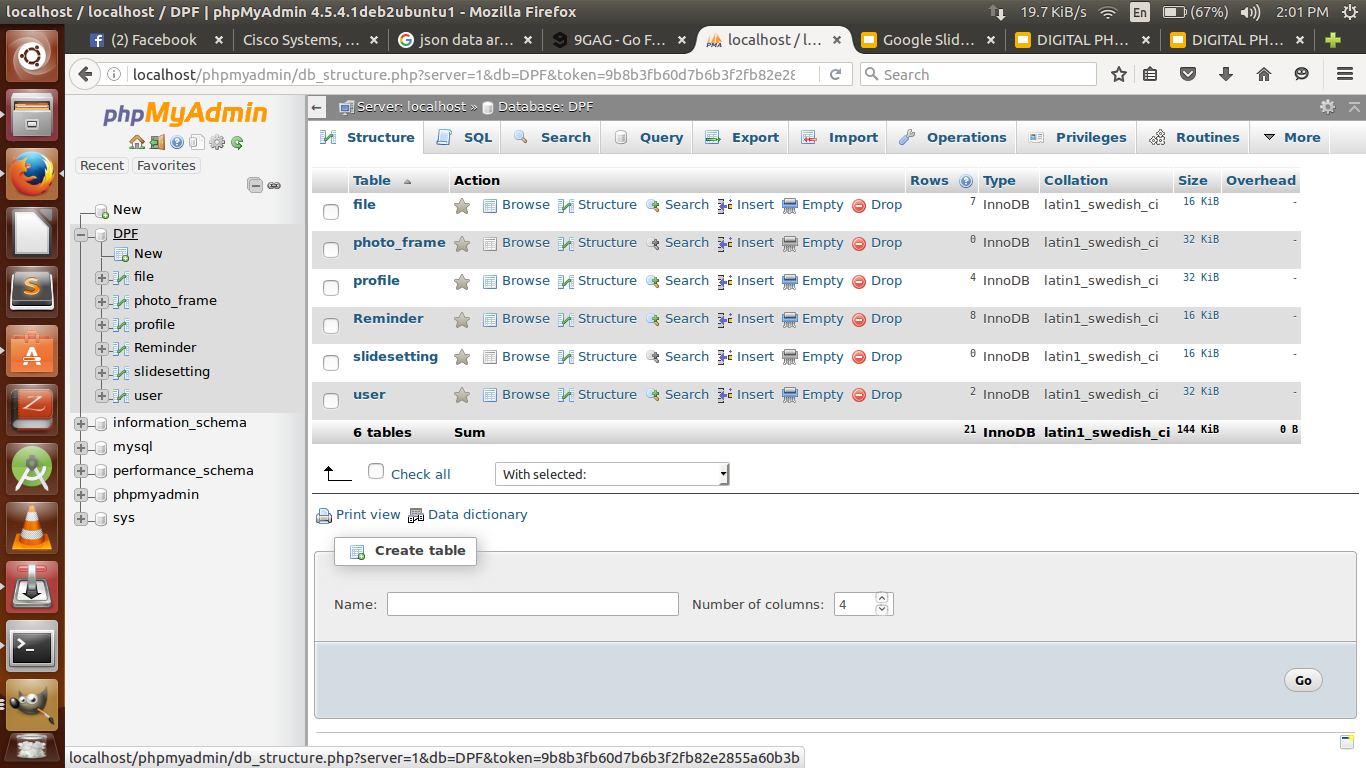 localhost / localhost / DPF | phpMyAdmin 4.5.4.1deb2ubuntu1 - Mozilla Firefox 19.7 KiB/s En (67%) 2:01 PM
(2) Facebook Cisco Systems, ... json data ar... 9GAG - Go F... localhost / l... Google Slid... DIGITAL PH... DIGITAL PH...
localhost/phpmyadmin/db_structure.php?server=1&db=DPF&token=9b8b3fb60d7b6b3f2fb82e28 Search
phpMyAdmin
Recent Favorites
New
DPF
New
file
photo_frame
profile
Reminder
slidesetting
user
information_schema
mysql
performance_schema
phpmyadmin
sys
Server: localhost » Database: DPF
Structure SQL Search Query Export Import Operations Privileges Routines More
Table Action Rows Type Collation Size Overhead
file Browse Structure Search Insert Empty Drop 7 InnoDB latin1_swedish_ci 16 KiB -
photo_frame Browse Structure Search Insert Empty Drop 0 InnoDB latin1_swedish_ci 32 KiB -
profile Browse Structure Search Insert Empty Drop 4 InnoDB latin1_swedish_ci 32 KiB -
Reminder Browse Structure Search Insert Empty Drop 8 InnoDB latin1_swedish_ci 16 KiB -
slidesetting Browse Structure Search Insert Empty Drop 0 InnoDB latin1_swedish_ci 16 KiB -
user Browse Structure Search Insert Empty Drop 2 InnoDB latin1_swedish_ci 32 KiB -
6 tables Sum 21 InnoDB latin1_swedish_ci 144 KiB 0 B
Check all With selected:
Print view Data dictionary
Create table
Name: Number of columns: 4
Go
localhost/phpmyadmin/db_structure.php?server=1&db=DPF&token=9b8b3fb60d7b6b3f2fb82e2855a60b3b